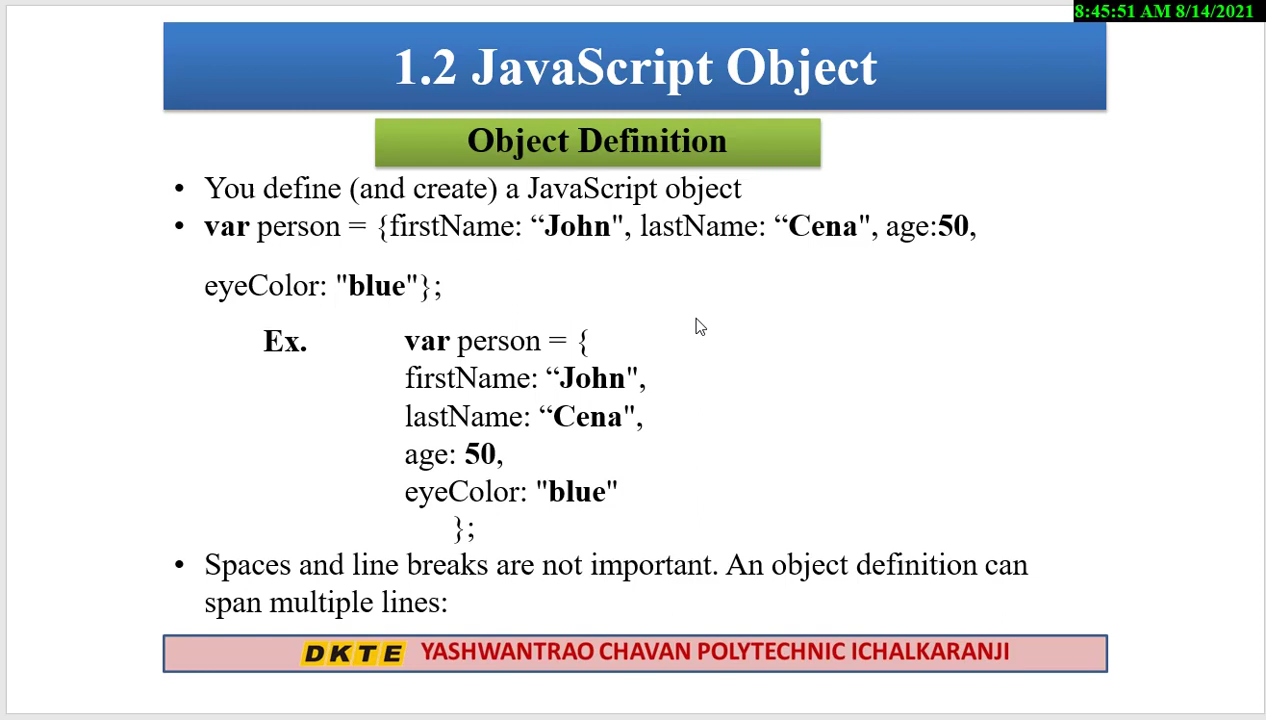 8:45:51 AM 8/14/2021
1.2 JavaScript Object
Object Definition
• You define (and create) a JavaScript object
• var person = {firstName: “John", lastName: “Cena", age:50,
eyeColor: "blue"};
Ex. var person = {
firstName: “John",
lastName: “Cena",
age: 50,
eyeColor: "blue"
};
• Spaces and line breaks are not important. An object definition can
span multiple lines:
DKTE YASHWANTRAO CHAVAN POLYTECHNIC ICHALKARANJI